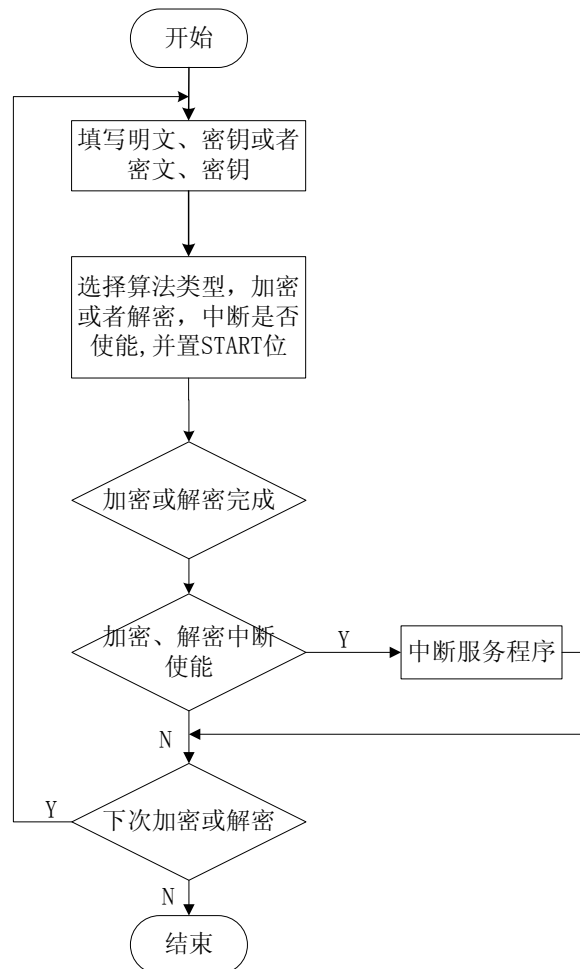 开始
填写明文、密钥或者
密文、密钥
选择算法类型，加密
或者解密，中断是否
使能,并置START位
加密或解密完成
加密、解密中断
使能
Y
中断服务程序
N
Y
下次加密或解密
N
结束